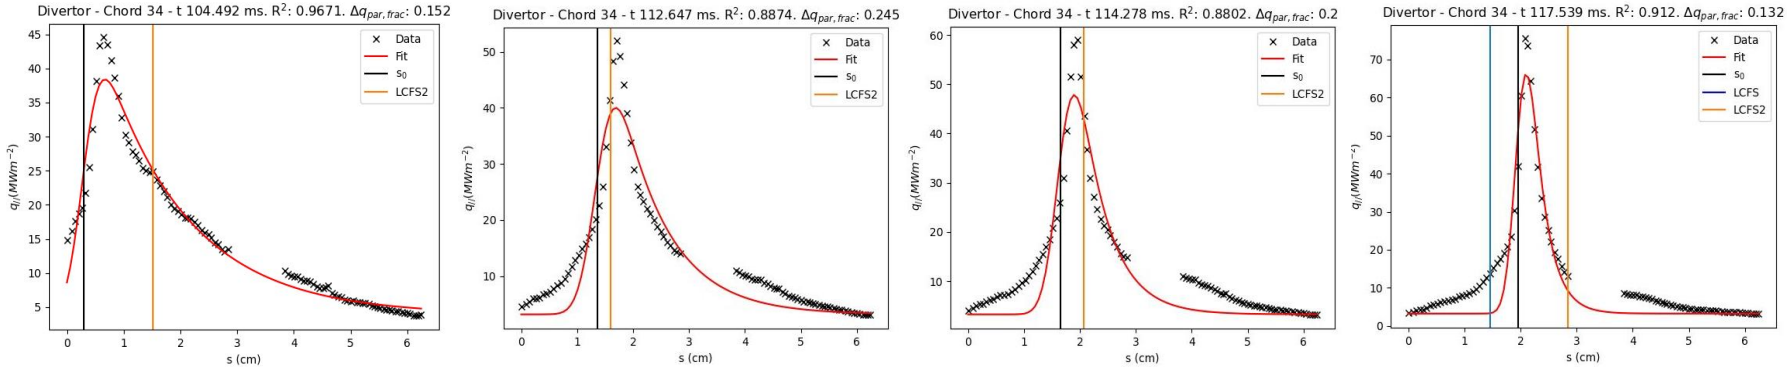 Divertor - Chord 34 - t 104.492 ms. R²: 0.9671. Δq_par,frac: 0.152
45
40
35
30
25
20
15
10
5
q_//(MWm⁻²)
0 1 2 3 4 5 6
s (cm)
Data
Fit
s₀
LCFS2
Divertor - Chord 34 - t 112.647 ms. R²: 0.8874. Δq_par,frac: 0.245
50
40
30
20
10
q_//(MWm⁻²)
0 1 2 3 4 5 6
s (cm)
Data
Fit
s₀
LCFS2
Divertor - Chord 34 - t 114.278 ms. R²: 0.8802. Δq_par,frac: 0.2
60
50
40
30
20
10
q_//(MWm⁻²)
0 1 2 3 4 5 6
s (cm)
Data
Fit
s₀
LCFS2
Divertor - Chord 34 - t 117.539 ms. R²: 0.912. Δq_par,frac: 0.132
70
60
50
40
30
20
10
0
q_//(MWm⁻²)
0 1 2 3 4 5 6
s (cm)
Data
Fit
s₀
LCFS
LCFS2